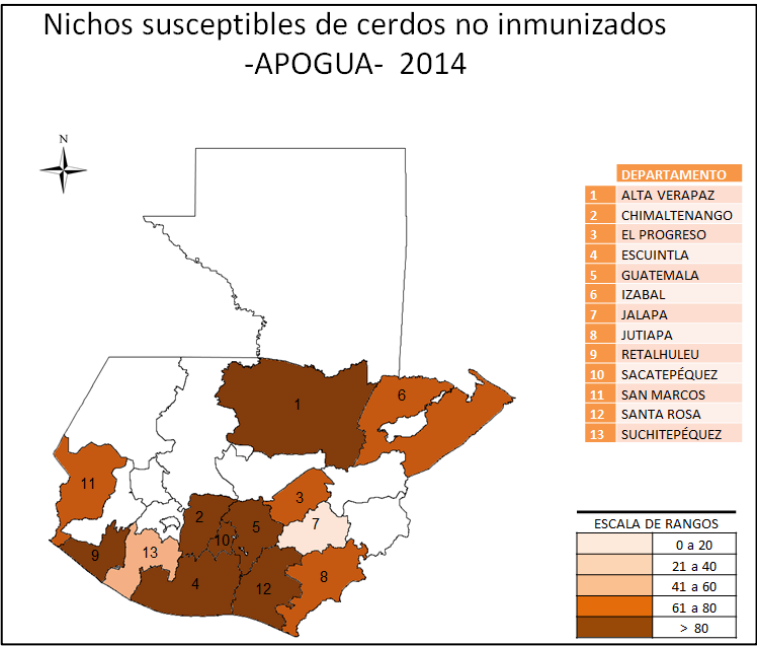 Nichos susceptibles de cerdos no inmunizados
-APOGUA- 2014
N
DEPARTAMENTO
1 ALTA VERAPAZ
2 CHIMALTENANGO
3 EL PROGRESO
4 ESCUINTLA
5 GUATEMALA
6 IZABAL
7 JALAPA
8 JUTIAPA
9 RETALHULEU
10 SACATEPÉQUEZ
11 SAN MARCOS
12 SANTA ROSA
13 SUCHITEPÉQUEZ
1
6
11
3
2
5
7
10
13
9
4
12
8
ESCALA DE RANGOS
0 a 20
21 a 40
41 a 60
61 a 80
> 80